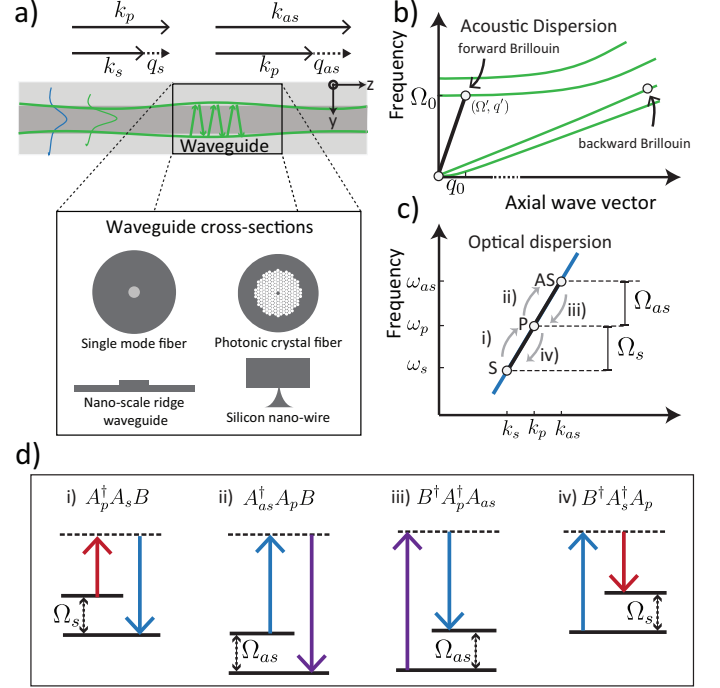 a)
k_p
k_as
k_s
q_s
k_p
q_as
z
y
Waveguide
Waveguide cross-sections
Single mode fiber
Photonic crystal fiber
Nano-scale ridge
waveguide
Silicon nano-wire
b)
Frequency
Acoustic Dispersion
forward Brillouin
Ω_0
(Ω', q')
backward Brillouin
q_0
Axial wave vector
c)
Frequency
Optical dispersion
ω_as
AS
ii)
iii)
Ω_as
ω_p
P
i)
iv)
Ω_s
ω_s
S
k_s
k_p
k_as
d)
i) A_p^† A_s B
ii) A_as^† A_p B
iii) B^† A_p^† A_as
iv) B^† A_s^† A_p
Ω_s
Ω_as
Ω_as
Ω_s